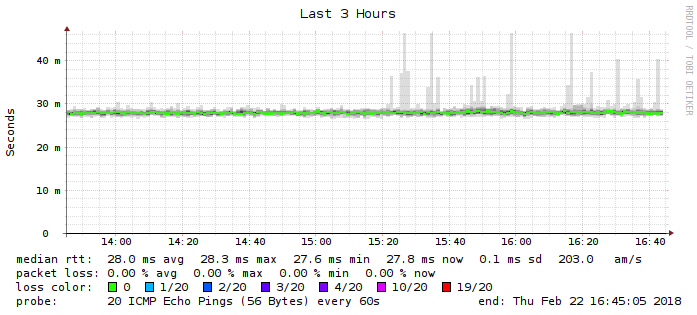 Last 3 Hours
RRDTOOL / TOBI OETIKER
Seconds
40 m
30 m
20 m
10 m
0
14:00 14:20 14:40 15:00 15:20 15:40 16:00 16:20 16:40
median rtt: 28.0 ms avg 28.3 ms max 27.6 ms min 27.8 ms now 0.1 ms sd 203.0 am/s
packet loss: 0.00 % avg 0.00 % max 0.00 % min 0.00 % now
loss color: 0 1/20 2/20 3/20 4/20 10/20 19/20
probe: 20 ICMP Echo Pings (56 Bytes) every 60s end: Thu Feb 22 16:45:05 2018